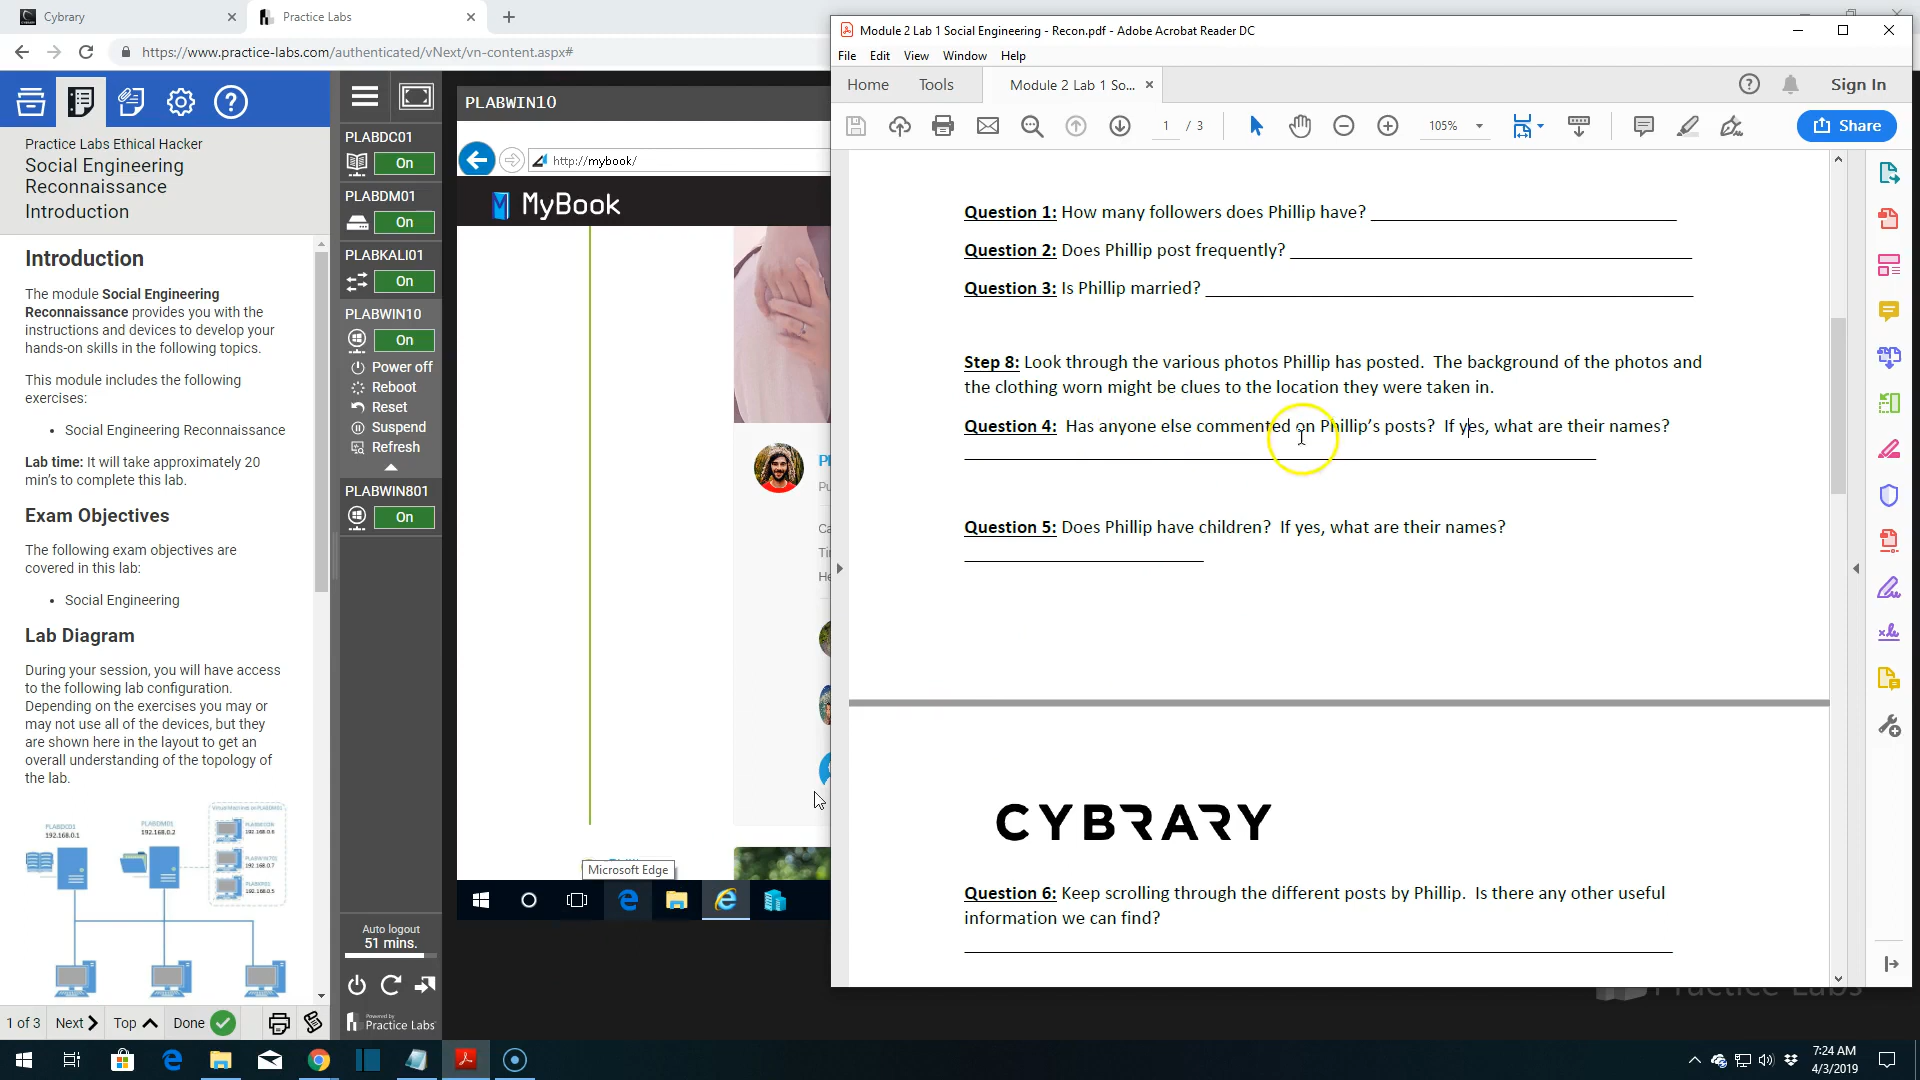 Cybrary
Practice Labs
https://www.practice-labs.com/authenticated/vNext/vn-content.aspx#
Practice Labs Ethical Hacker
Social Engineering
Reconnaissance
Introduction
Introduction
The module Social Engineering
Reconnaissance provides you with the
instructions and devices to develop your
hands-on skills in the following topics.
This module includes the following
exercises:
• Social Engineering Reconnaissance
Lab time: It will take approximately 20
min's to complete this lab.
Exam Objectives
The following exam objectives are
covered in this lab:
• Social Engineering
Lab Diagram
During your session, you will have access
to the following lab configuration.
Depending on the exercises you may or
may not use all of the devices, but they
are shown here in the layout to get an
overall understanding of the topology of
the lab.
PLABDC01
192.168.0.1
PLABDM01
192.168.0.2
1 of 3
Next
Top
Done
PLABDC01
On
PLABDM01
On
PLABKALI01
On
PLABWIN10
On
Power off
Reboot
Reset
Suspend
Refresh
PLABWIN801
On
Auto logout
51 mins.
Powered by
Practice Labs
PLABWIN10
http://mybook/
MyBook
Microsoft Edge
Module 2 Lab 1 Social Engineering - Recon.pdf - Adobe Acrobat Reader DC
File Edit View Window Help
Home
Tools
Module 2 Lab 1 So...
Sign In
1 / 3
105%
Share
Question 1: How many followers does Phillip have?
Question 2: Does Phillip post frequently?
Question 3: Is Phillip married?
Step 8: Look through the various photos Phillip has posted. The background of the photos and
the clothing worn might be clues to the location they were taken in.
Question 4: Has anyone else commented on Phillip's posts? If yes, what are their names?
Question 5: Does Phillip have children? If yes, what are their names?
CYBRARY
Question 6: Keep scrolling through the different posts by Phillip. Is there any other useful
information we can find?
7:24 AM
4/3/2019